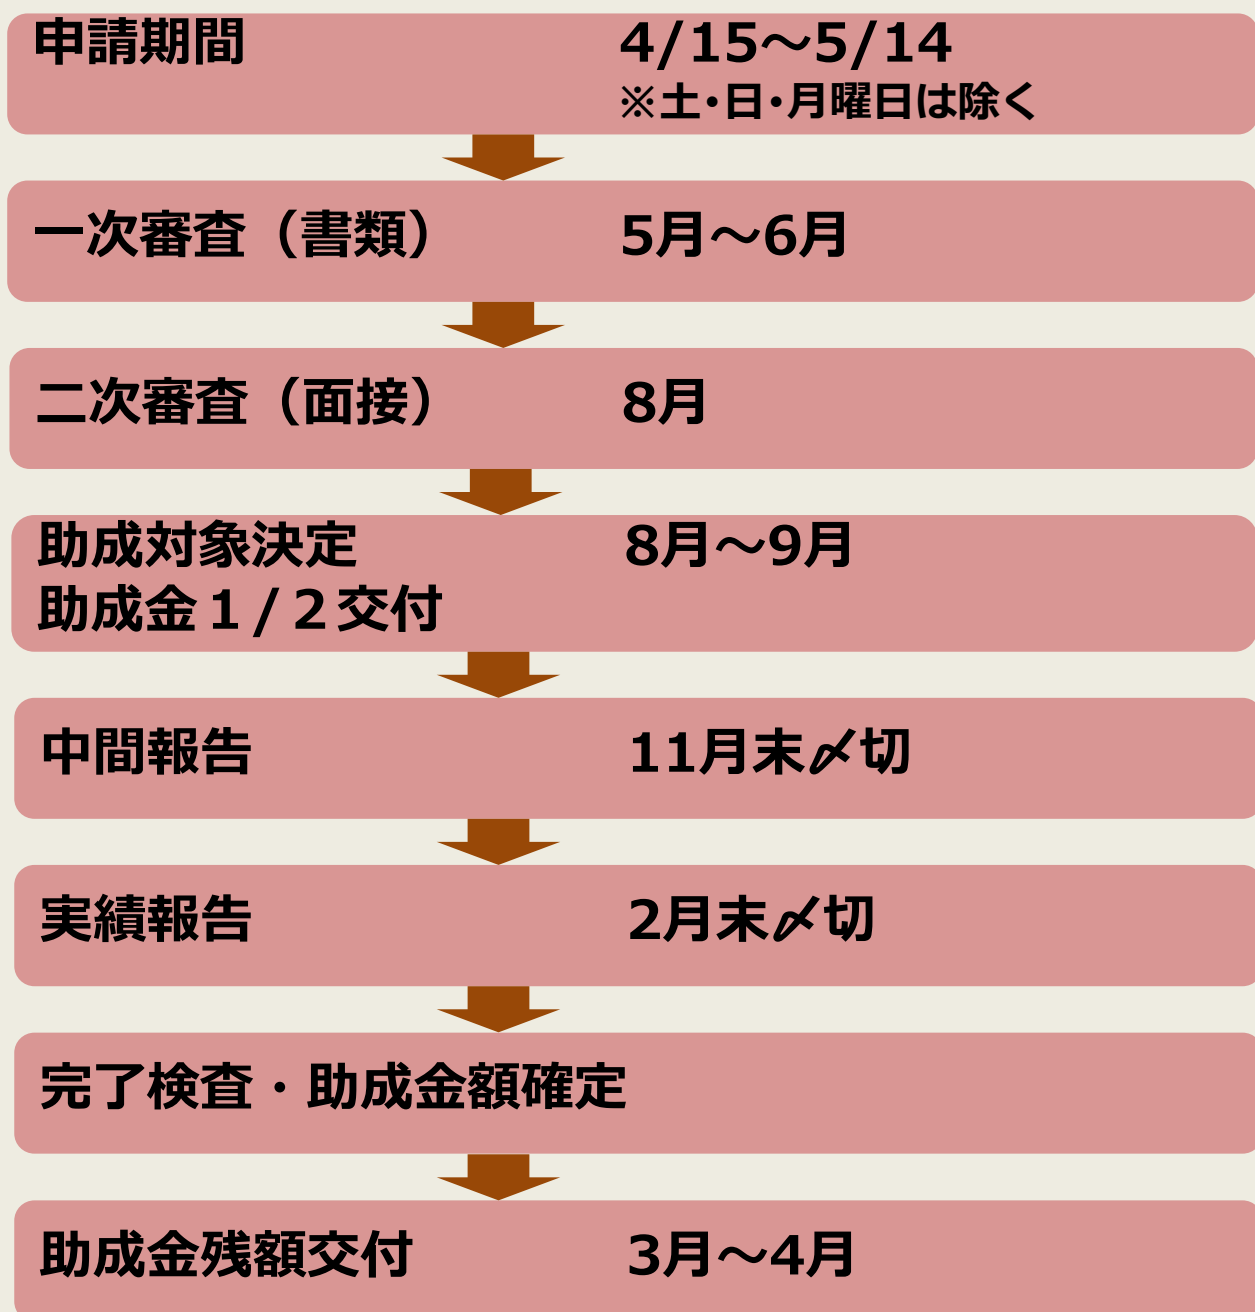 申請期間 4/15～5/14
※土・日・月曜日は除く
一次審査（書類） 5月～6月
二次審査（面接） 8月
助成対象決定 8月～9月
助成金１/２交付
中間報告 11月末〆切
実績報告 2月末〆切
完了検査・助成金額確定
助成金残額交付 3月～4月